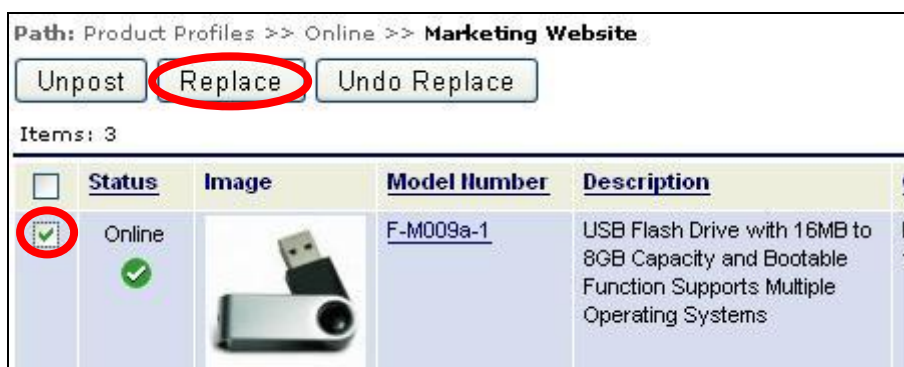 Path: Product Profiles >> Online >> Marketing Website
Unpost Replace Undo Replace
Items: 3
Status Image Model Number Description
Online F-M009a-1 USB Flash Drive with 16MB to
8GB Capacity and Bootable
Function Supports Multiple
Operating Systems